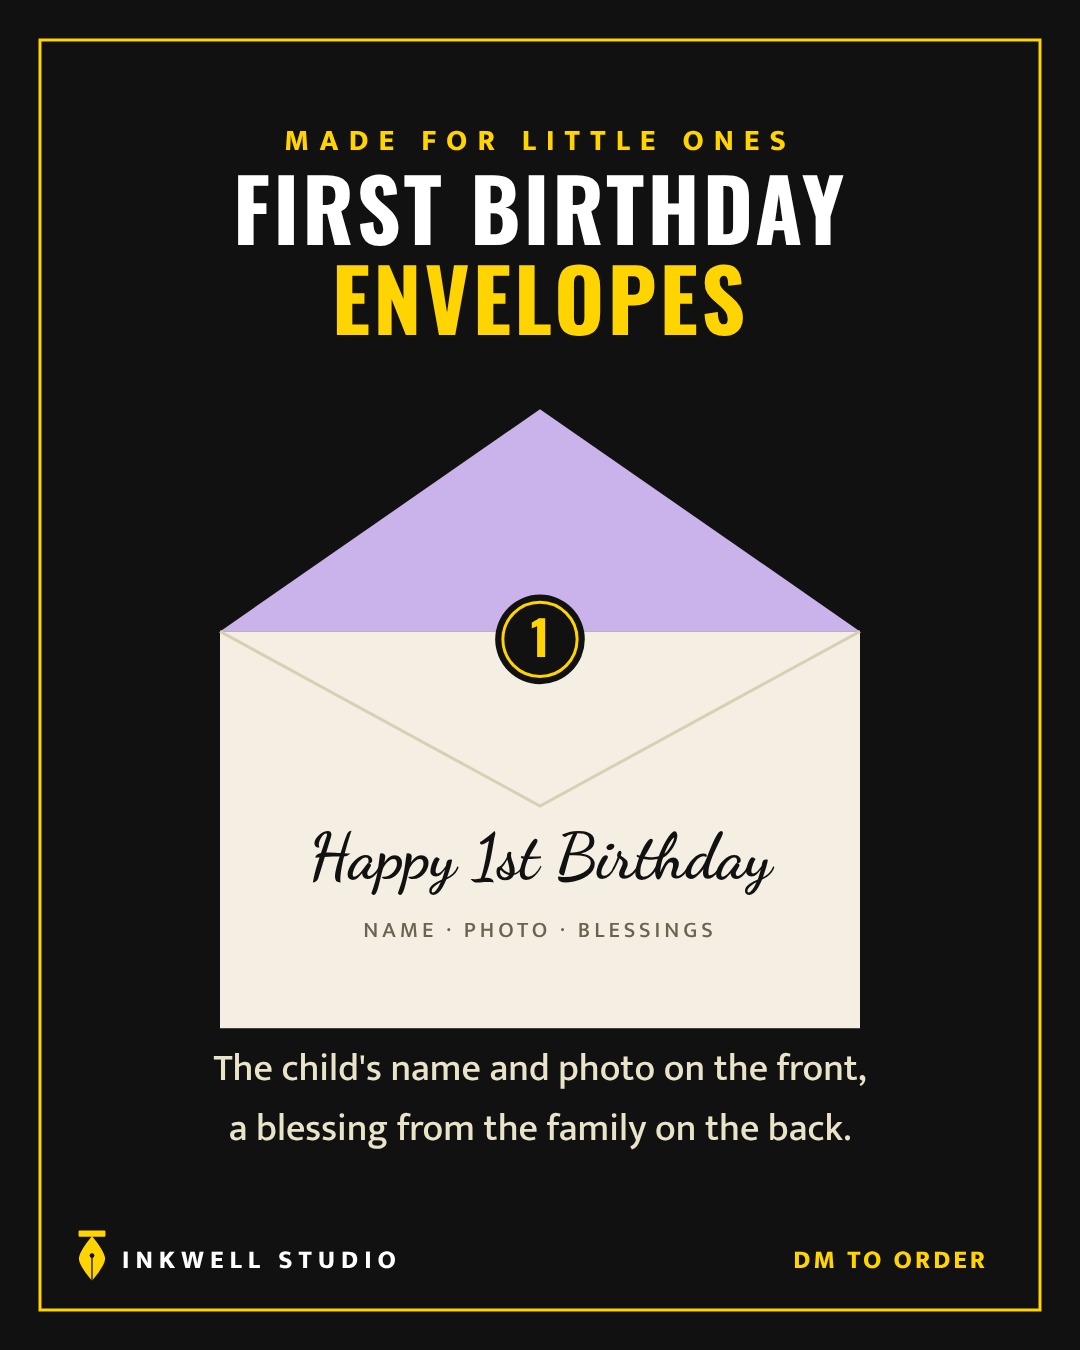 MADE FOR LITTLE ONES
FIRST BIRTHDAY
ENVELOPES
1
Happy 1st Birthday
NAME · PHOTO · BLESSINGS
The child's name and photo on the front,
a blessing from the family on the back.
INKWELL STUDIO
DM TO ORDER